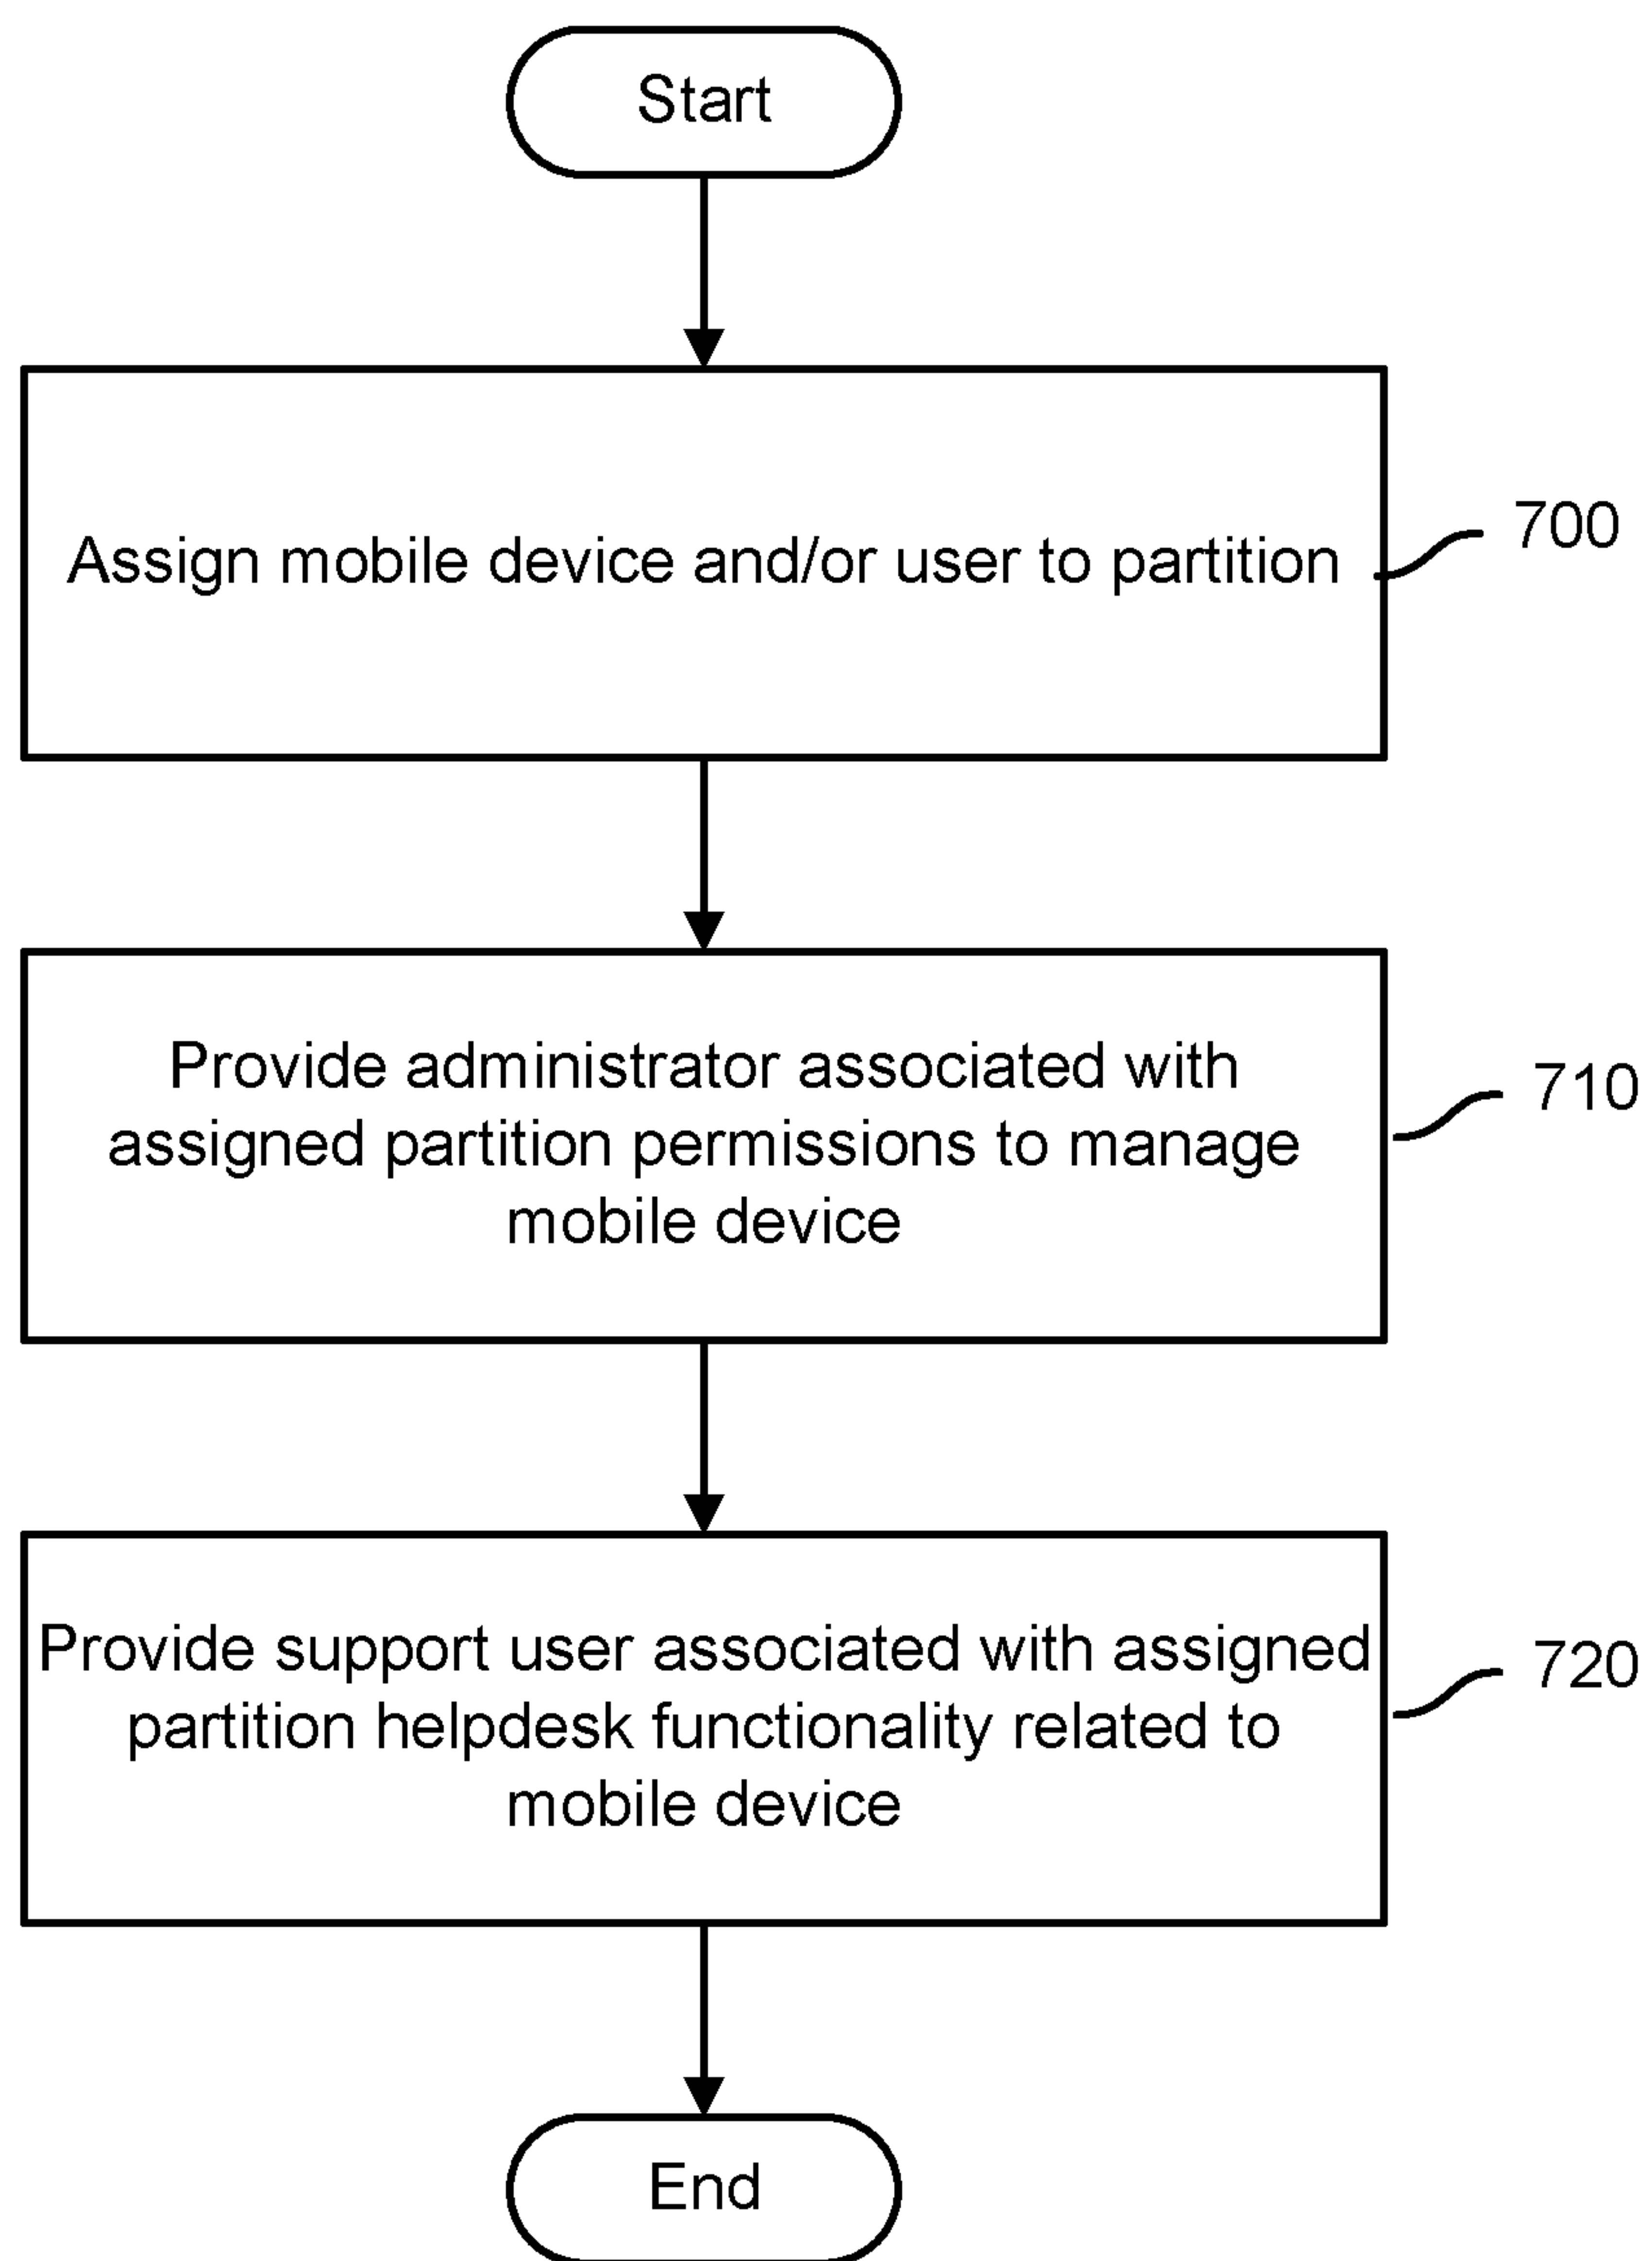 Start
Assign mobile device and/or user to partition
700
Provide administrator associated with
assigned partition permissions to manage
mobile device
710
Provide support user associated with assigned
partition helpdesk functionality related to
mobile device
720
End